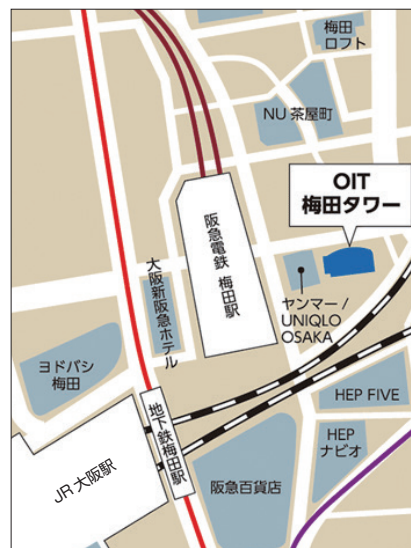 梅田
ロフト
NU 茶屋町
OIT
梅田タワー
阪急電鉄 梅田駅
大阪新阪急ホテル
ヤンマー /
UNIQLO
OSAKA
ヨドバシ
梅田
HEP FIVE
地下鉄梅田駅
HEP
ナビオ
JR 大阪駅
阪急百貨店